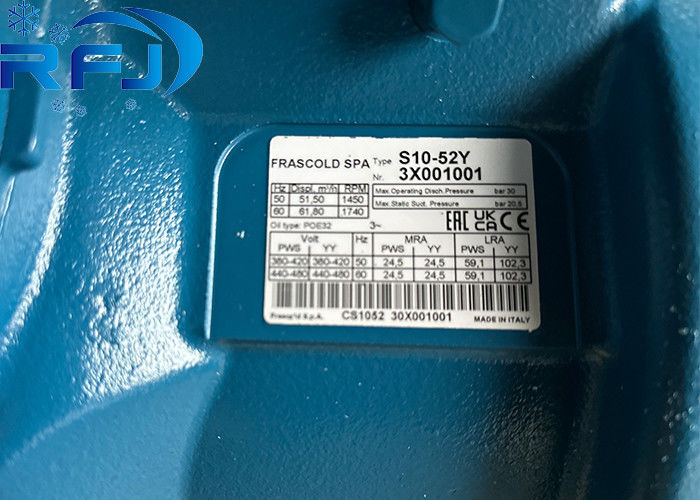 RFJ
FRASCOLD SPA Type S10-52Y
Nr. 3X001001
Hz Displ. m³/h RPM
50 51,50 1450
60 61,80 1740
Max Operating Disch.Pressure bar 30
Max Static Suct. Pressure bar 20,5
Oil type: POE32 3~
EAC UKCA CE
Volt Hz MRA LRA
PWS YY PWS YY PWS YY
380-420 380-420 50 24,5 24,5 59,1 102,3
440-480 440-480 60 24,5 24,5 59,1 102,3
Frascold S.p.A. CS1052 30X001001 MADE IN ITALY